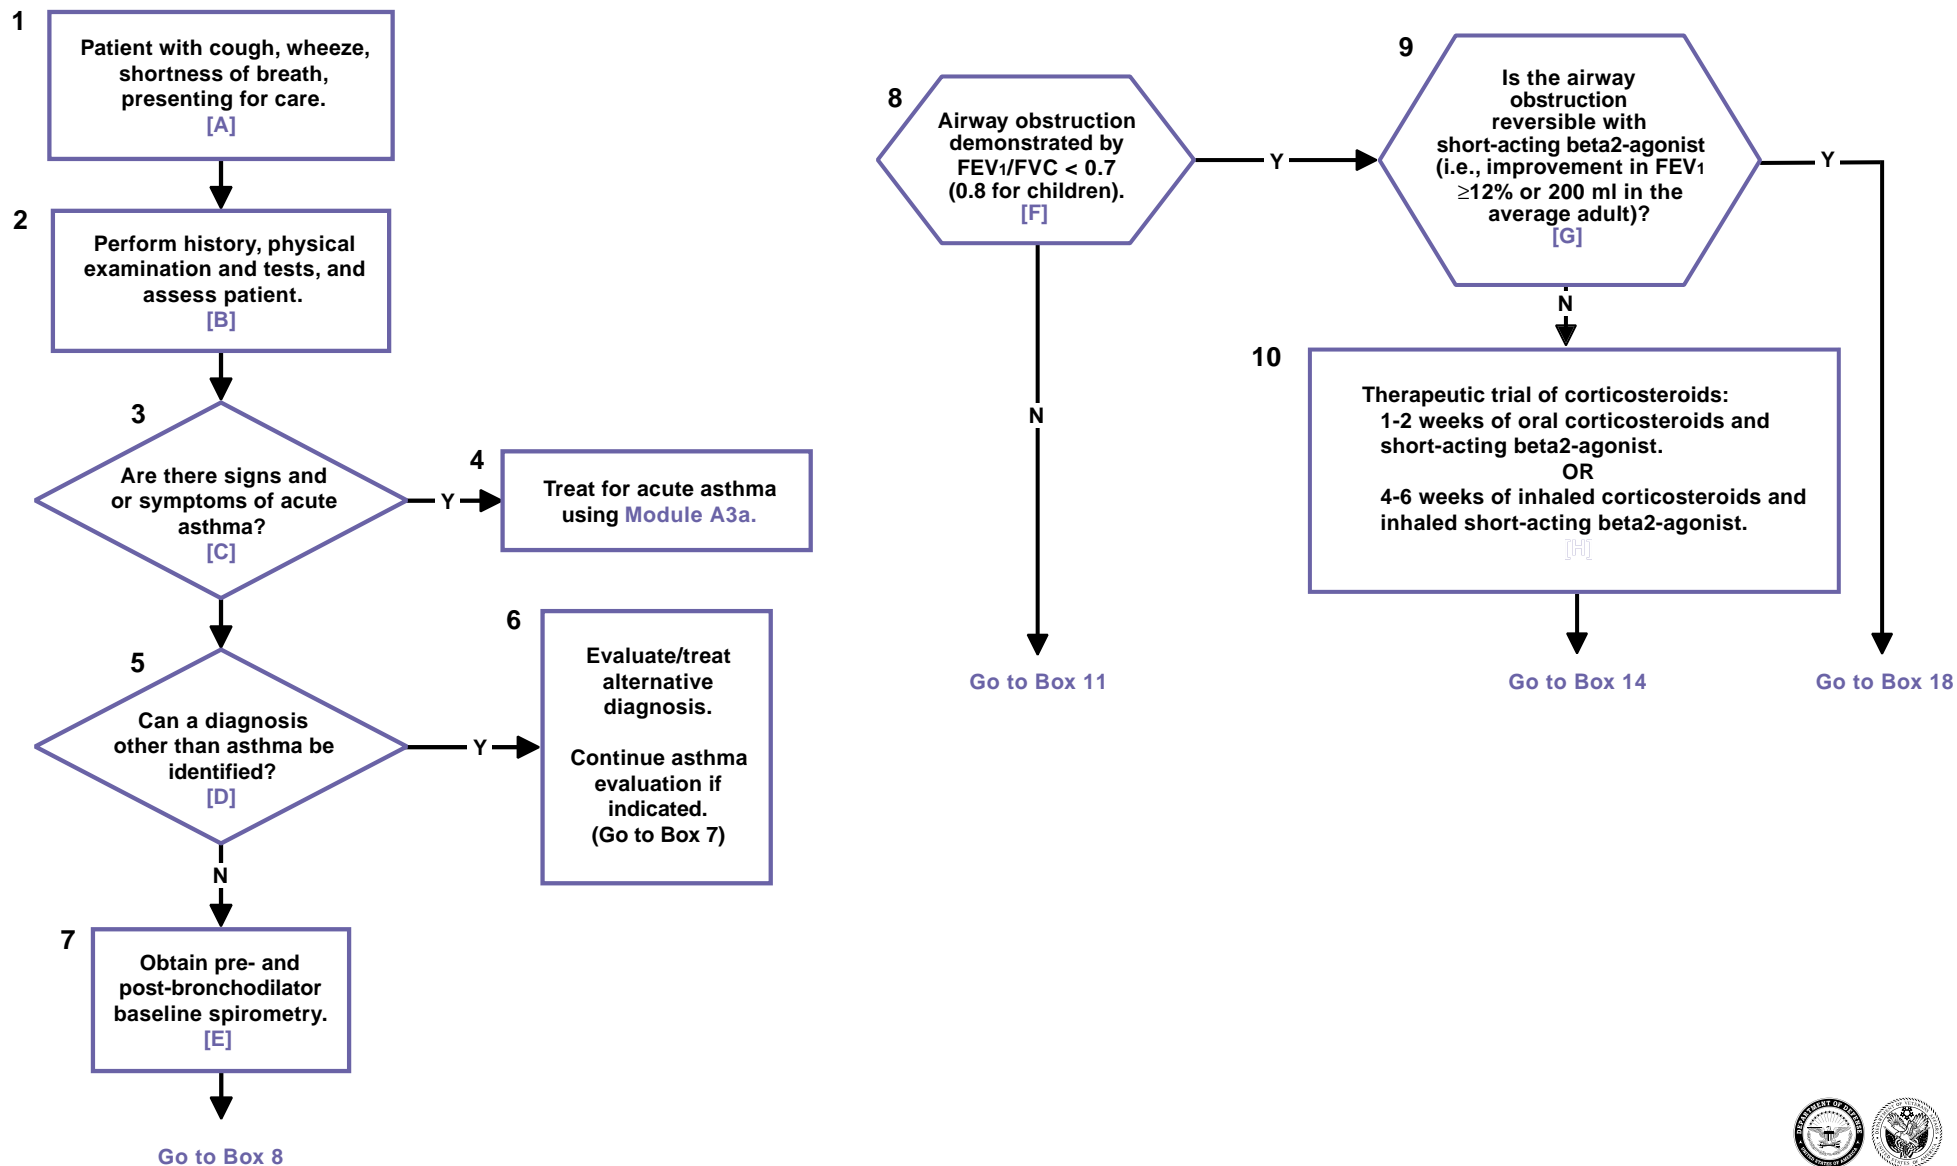 1
Patient with cough, wheeze,
shortness of breath,
presenting for care.
[A]
2
Perform history, physical
examination and tests, and
assess patient.
[B]
3
Are there signs and
or symptoms of acute
asthma?
[C]
Y
4
Treat for acute asthma
using Module A3a.
5
Can a diagnosis
other than asthma be
identified?
[D]
Y
6
Evaluate/treat
alternative
diagnosis.
Continue asthma
evaluation if
indicated.
(Go to Box 7)
N
7
Obtain pre- and
post-bronchodilator
baseline spirometry.
[E]
Go to Box 8
8
Airway obstruction
demonstrated by
FEV1/FVC < 0.7
(0.8 for children).
[F]
Y
N
Go to Box 11
9
Is the airway
obstruction
reversible with
short-acting beta2-agonist
(i.e., improvement in FEV1
≥12% or 200 ml in the
average adult)?
[G]
Y
N
10
Therapeutic trial of corticosteroids:
1-2 weeks of oral corticosteroids and
short-acting beta2-agonist.
OR
4-6 weeks of inhaled corticosteroids and
inhaled short-acting beta2-agonist.
[H]
Go to Box 14
Go to Box 18
DEPARTMENT OF DEFENSE
UNITED STATES OF AMERICA